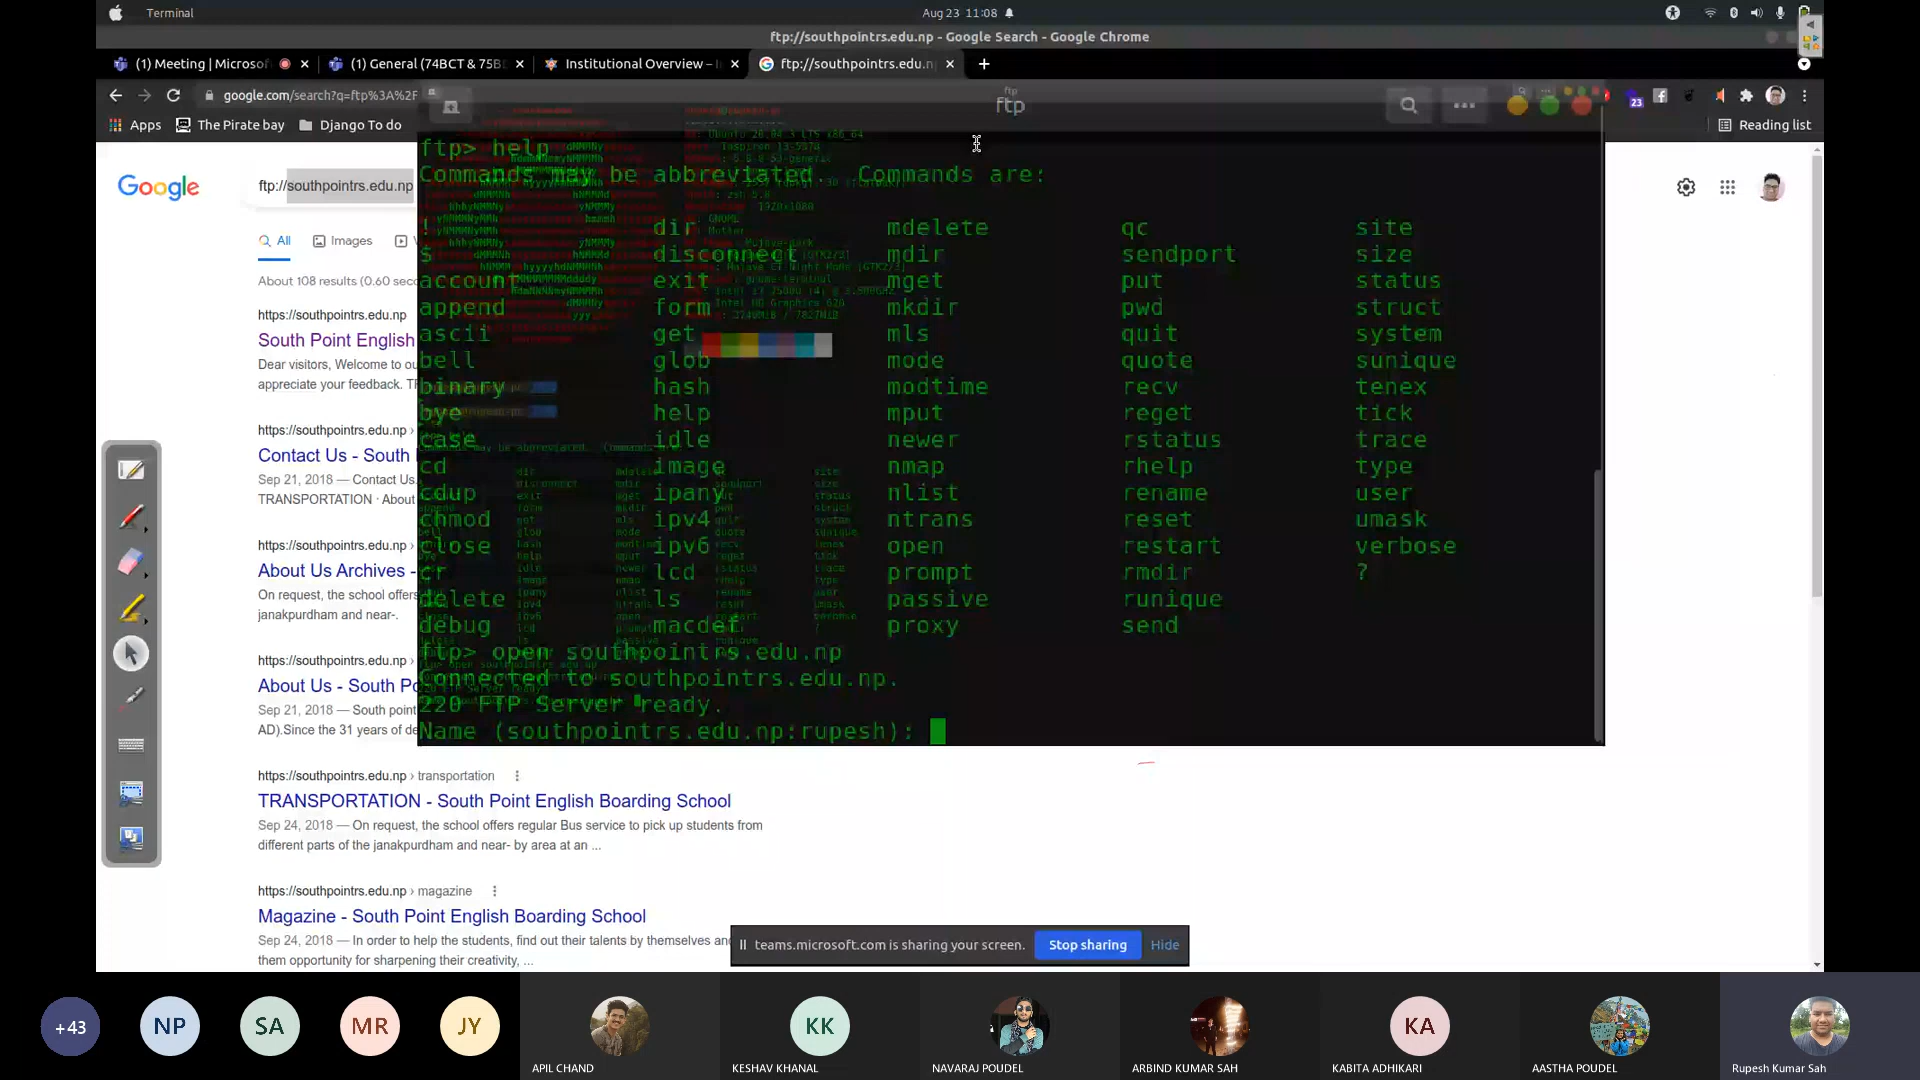 Terminal
Aug 23 11:08
ftp://southpointrs.edu.np - Google Search - Google Chrome
(1) Meeting | Microsof
(1) General (74BCT & 75B
Institutional Overview –
ftp://southpointrs.edu.n
google.com/search?q=ftp%3A%2F
23
Apps
The Pirate bay
Django To do
Reading list
ftp
ftp
Google
ftp://southpointrs.edu.np
All
Images
About 108 results (0.60 sec
https://southpointrs.edu.np
South Point English
Dear visitors, Welcome to ou
appreciate your feedback.
https://southpointrs.edu.np ›
Contact Us - South
Sep 21, 2018 — Contact Us.
TRANSPORTATION · About
https://southpointrs.edu.np ›
About Us Archives -
On request, the school offers
janakpurdham and near-.
https://southpointrs.edu.np ›
About Us - South Po
Sep 21, 2018 — South point
AD).Since the 31 years of de
https://southpointrs.edu.np › transportation
TRANSPORTATION - South Point English Boarding School
Sep 24, 2018 — On request, the school offers regular Bus service to pick up students from
different parts of the janakpurdham and near- by area at an ...
https://southpointrs.edu.np › magazine
Magazine - South Point English Boarding School
Sep 24, 2018 — In order to help the students, find out their talents by themselves and
them opportunity for sharpening their creativity, ...
ftp> help
Commands may be abbreviated. Commands are:
! dir mdelete qc site
$ disconnect mdir sendport size
account exit mget put status
append form mkdir pwd struct
ascii get mls quit system
bell glob mode quote sunique
binary hash modtime recv tenex
bye help mput reget tick
case idle newer rstatus trace
cd image nmap rhelp type
cdup ipany nlist rename user
chmod ipv4 ntrans reset umask
close ipv6 open restart verbose
cr lcd prompt rmdir ?
delete ls passive runique
debug macdef proxy send
ftp> open southpointrs.edu.np
Connected to southpointrs.edu.np.
220 FTP Server ready.
Name (southpointrs.edu.np:rupesh):
teams.microsoft.com is sharing your screen.
Stop sharing
Hide
+43
NP
SA
MR
JY
KK
KA
APIL CHAND
KESHAV KHANAL
NAVARAJ POUDEL
ARBIND KUMAR SAH
KABITA ADHIKARI
AASTHA POUDEL
Rupesh Kumar Sah